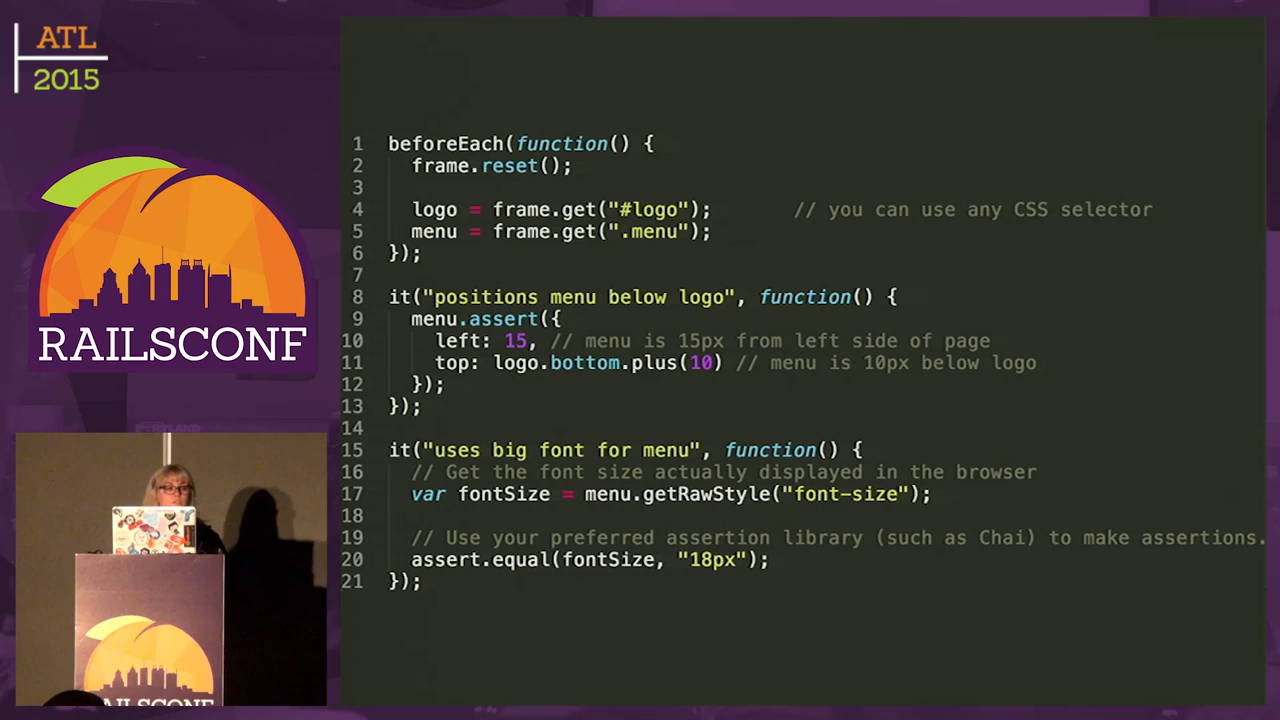 ATL
2015
RAILSCONF
1 beforeEach(function() {
2 frame.reset();
3
4 logo = frame.get("#logo"); // you can use any CSS selector
5 menu = frame.get(".menu");
6 });
7
8 it("positions menu below logo", function() {
9 menu.assert({
10 left: 15, // menu is 15px from left side of page
11 top: logo.bottom.plus(10) // menu is 10px below logo
12 });
13 });
14
15 it("uses big font for menu", function() {
16 // Get the font size actually displayed in the browser
17 var fontSize = menu.getRawStyle("font-size");
18
19 // Use your preferred assertion library (such as Chai) to make assertions.
20 assert.equal(fontSize, "18px");
21 });
RAILSCONF